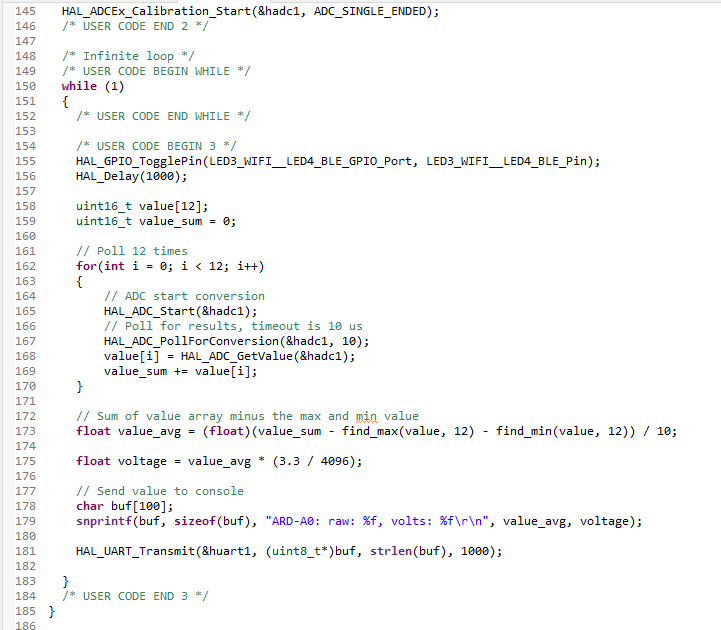 145 HAL_ADCEx_Calibration_Start(&hadc1, ADC_SINGLE_ENDED);
146 /* USER CODE END 2 */
147
148 /* Infinite loop */
149 /* USER CODE BEGIN WHILE */
150 while (1)
151 {
152 /* USER CODE END WHILE */
153
154 /* USER CODE BEGIN 3 */
155 HAL_GPIO_TogglePin(LED3_WIFI__LED4_BLE_GPIO_Port, LED3_WIFI__LED4_BLE_Pin);
156 HAL_Delay(1000);
157
158 uint16_t value[12];
159 uint16_t value_sum = 0;
160
161 // Poll 12 times
162 for(int i = 0; i < 12; i++)
163 {
164 // ADC start conversion
165 HAL_ADC_Start(&hadc1);
166 // Poll for results, timeout is 10 us
167 HAL_ADC_PollForConversion(&hadc1, 10);
168 value[i] = HAL_ADC_GetValue(&hadc1);
169 value_sum += value[i];
170 }
171
172 // Sum of value array minus the max and min value
173 float value_avg = (float)(value_sum - find_max(value, 12) - find_min(value, 12)) / 10;
174
175 float voltage = value_avg * (3.3 / 4096);
176
177 // Send value to console
178 char buf[100];
179 snprintf(buf, sizeof(buf), "ARD-A0: raw: %f, volts: %f\r\n", value_avg, voltage);
180
181 HAL_UART_Transmit(&huart1, (uint8_t*)buf, strlen(buf), 1000);
182
183 }
184 /* USER CODE END 3 */
185 }
186